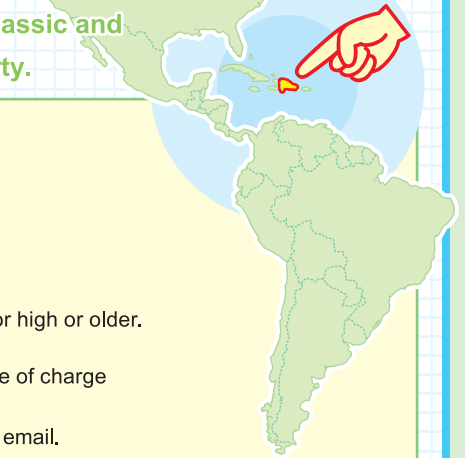 assic and
ty.
or high or older.
e of charge
email.